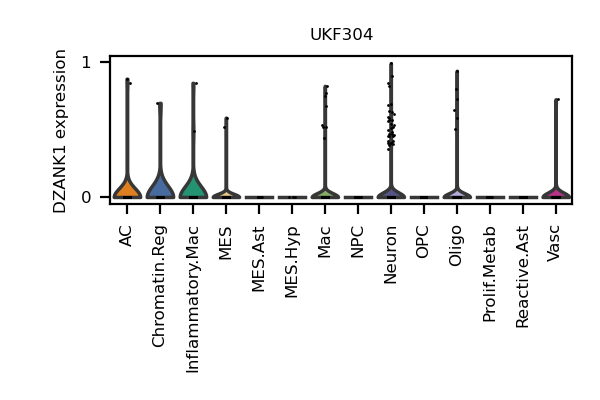 UKF304
DZANK1 expression
1
0
AC
Chromatin.Reg
Inflammatory.Mac
MES
MES.Ast
MES.Hyp
Mac
NPC
Neuron
OPC
Oligo
Prolif.Metab
Reactive.Ast
Vasc